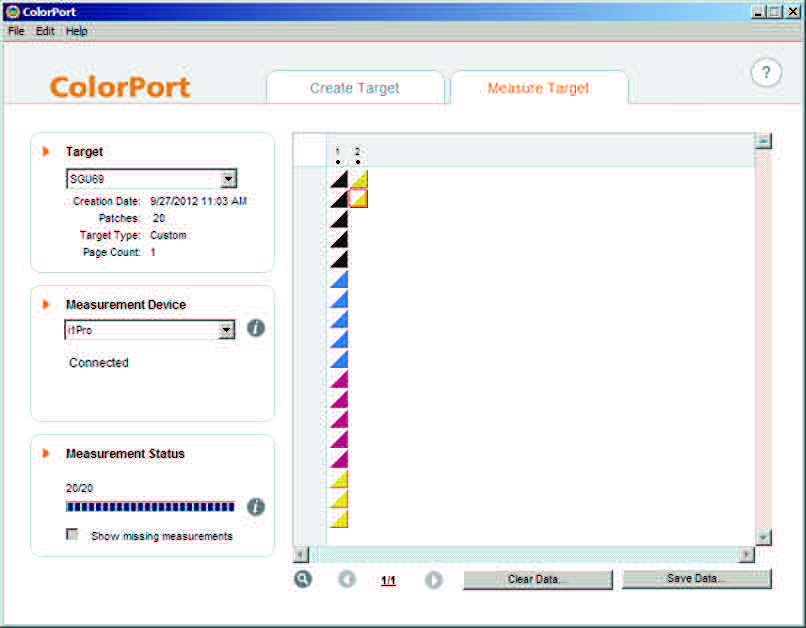 ColorPort
File Edit Help
ColorPort
Create Target
Measure Target
?
Target
SGU69
Creation Date: 9/27/2012 11:03 AM
Patches: 20
Target Type: Custom
Page Count: 1
Measurement Device
i1Pro
i
Connected
Measurement Status
20/20
i
Show missing measurements
1 2
1/1
Clear Data...
Save Data...